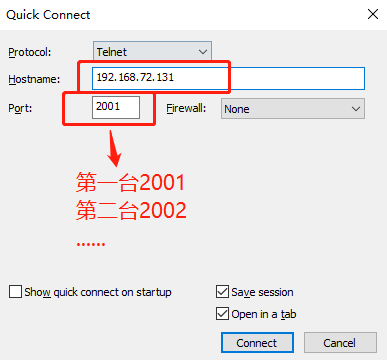 Quick Connect
Protocol: Telnet
Hostname: 192.168.72.131
Port: 2001 Firewall: None
第一台2001
第二台2002
......
Show quick connect on startup Save session
Open in a tab
Connect Cancel